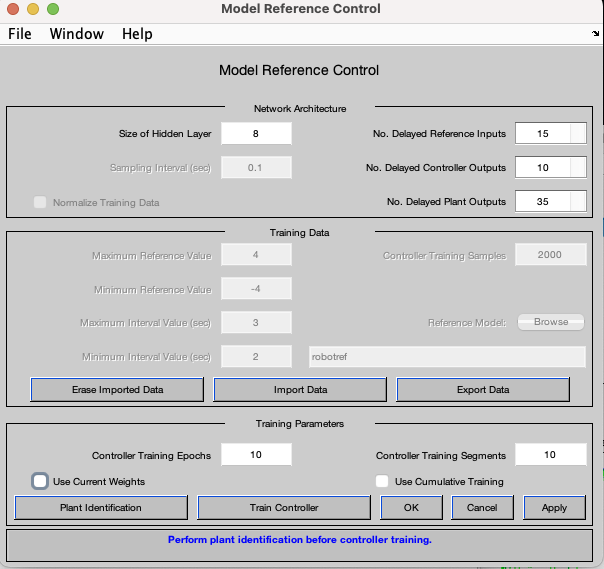 Model Reference Control
File Window Help
Model Reference Control
Network Architecture
Size of Hidden Layer 8 No. Delayed Reference Inputs 15
Sampling Interval (sec) 0.1 No. Delayed Controller Outputs 10
Normalize Training Data No. Delayed Plant Outputs 35
Training Data
Maximum Reference Value 4 Controller Training Samples 2000
Minimum Reference Value -4
Maximum Interval Value (sec) 3 Reference Model: Browse
Minimum Interval Value (sec) 2 robotref
Erase Imported Data Import Data Export Data
Training Parameters
Controller Training Epochs 10 Controller Training Segments 10
Use Current Weights Use Cumulative Training
Plant Identification Train Controller OK Cancel Apply
Perform plant identification before controller training.